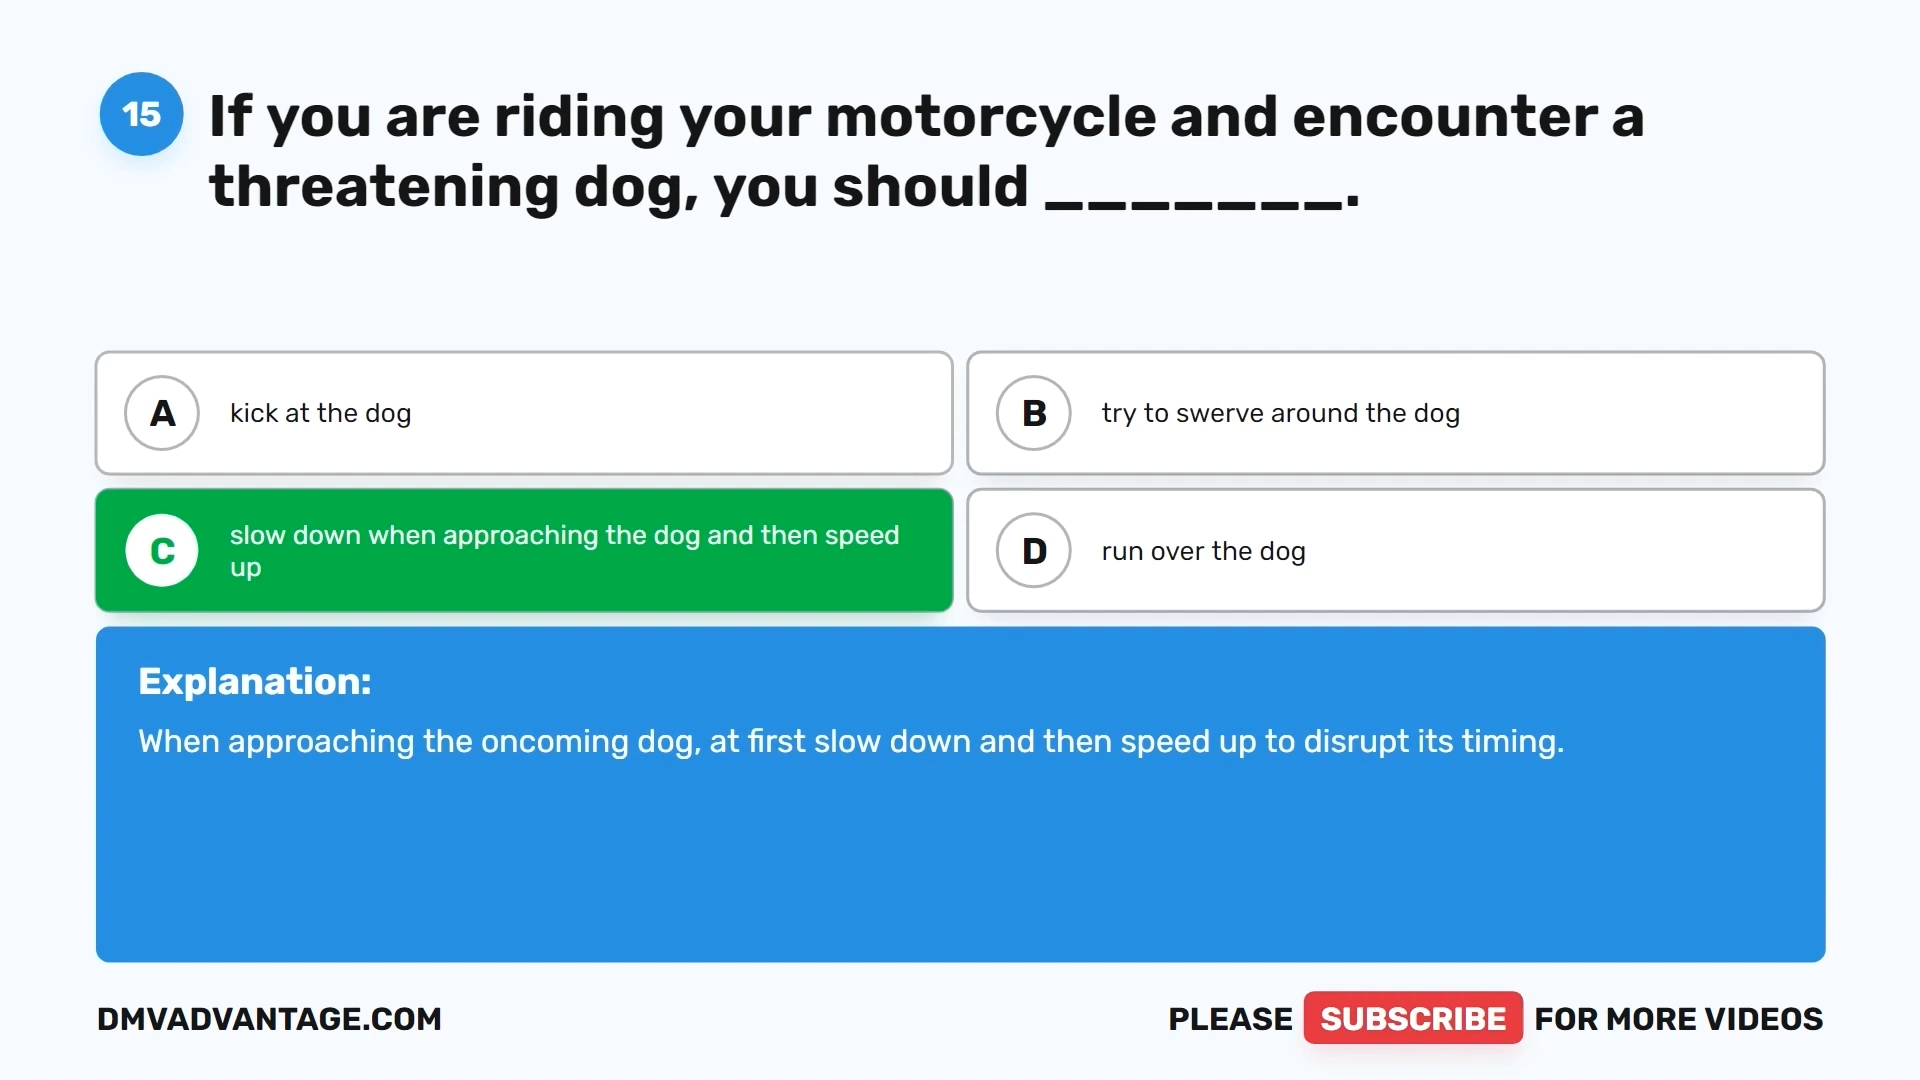 15
If you are riding your motorcycle and encounter a
threatening dog, you should _______.
A
kick at the dog
B
try to swerve around the dog
C
slow down when approaching the dog and then speed
up
D
run over the dog
Explanation:
When approaching the oncoming dog, at first slow down and then speed up to disrupt its timing.
DMVADVANTAGE.COM
PLEASE SUBSCRIBE FOR MORE VIDEOS